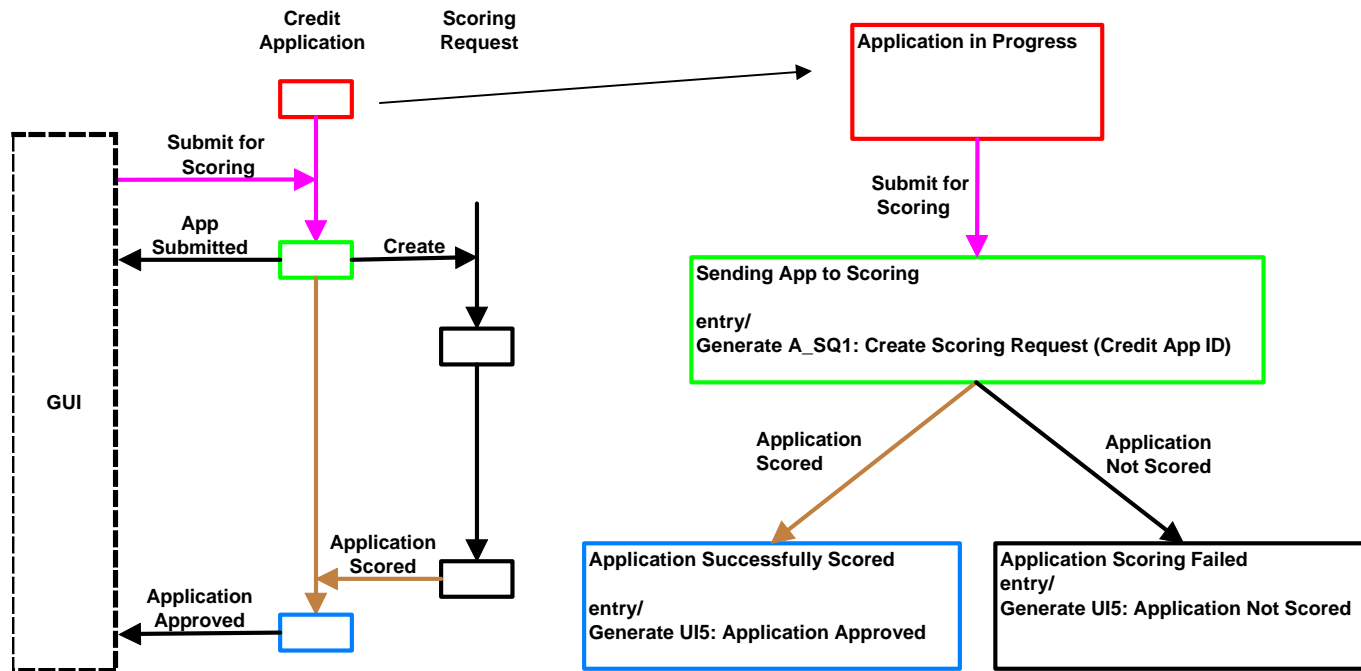 Credit
Application
Scoring
Request
Submit for
Scoring
App
Submitted
Create
GUI
Application
Scored
Application
Approved
Application in Progress
Submit for
Scoring
Sending App to Scoring
entry/
Generate A_SQ1: Create Scoring Request (Credit App ID)
Application
Scored
Application
Not Scored
Application Successfully Scored
entry/
Generate UI5: Application Approved
Application Scoring Failed
entry/
Generate UI5: Application Not Scored